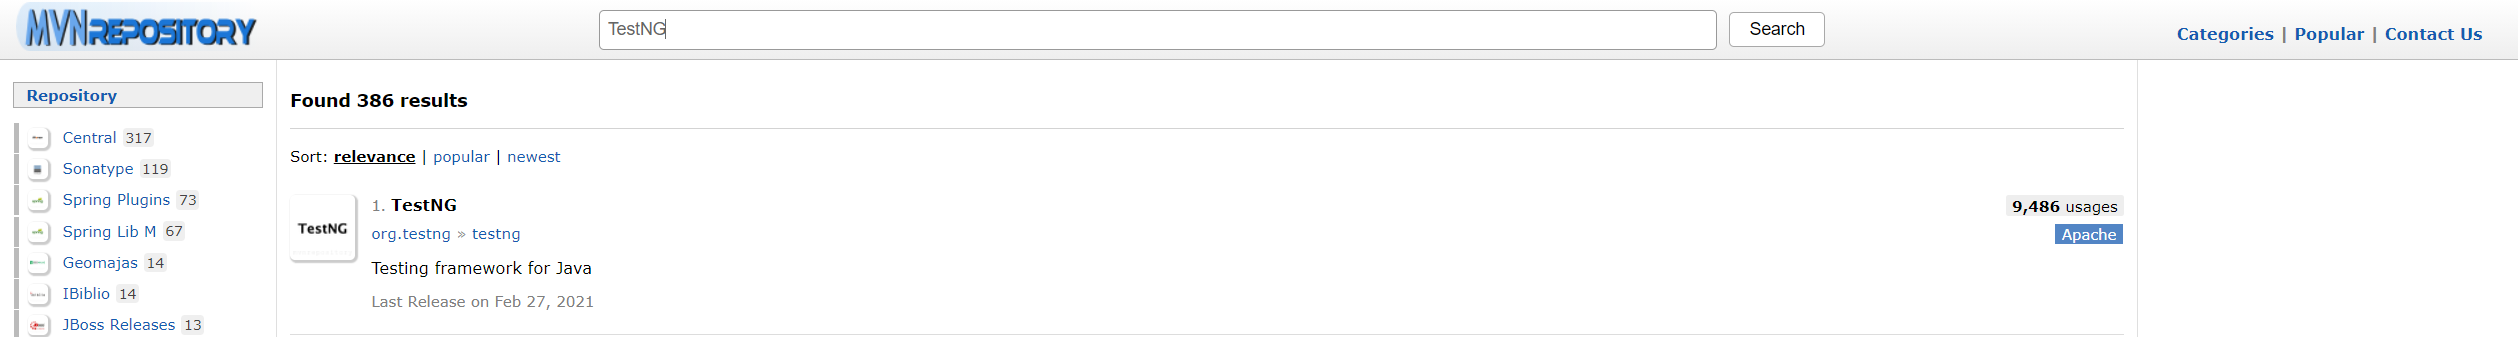 MVNREPOSITORY
TestNG
Search
Categories | Popular | Contact Us
Repository
Central 317
Sonatype 119
Spring Plugins 73
Spring Lib M 67
Geomajas 14
IBiblio 14
JBoss Releases 13
Found 386 results
Sort: relevance | popular | newest
TestNG
1. TestNG
9,486 usages
org.testng » testng
Apache
Testing framework for Java
Last Release on Feb 27, 2021